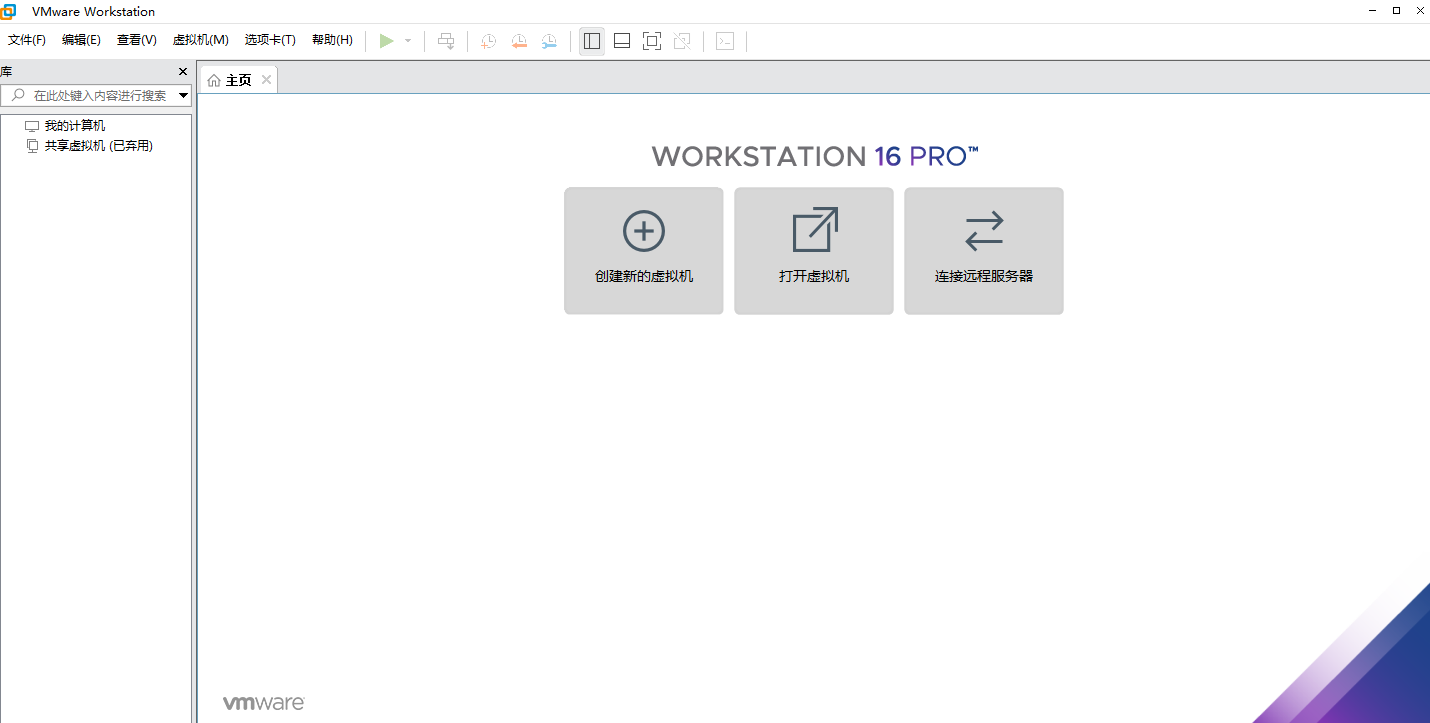 VMware Workstation
文件(F) 编辑(E) 查看(V) 虚拟机(M) 选项卡(T) 帮助(H)
库
主页
在此处键入内容进行搜索
我的计算机
共享虚拟机 (已弃用)
WORKSTATION 16 PRO™
创建新的虚拟机 打开虚拟机 连接远程服务器
vmware